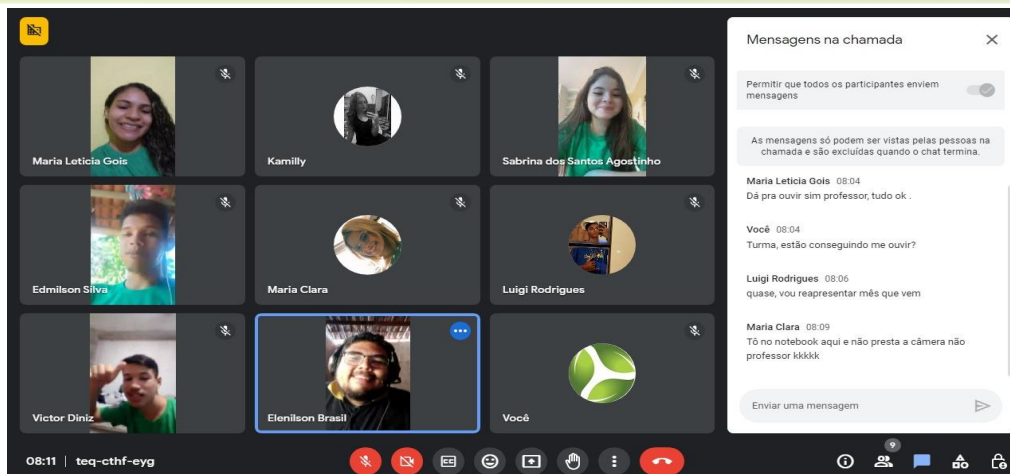 Mensagens na chamada
Permitir que todos os participantes enviem
mensagens
As mensagens só podem ser vistas pelas pessoas na
chamada e são excluídas quando o chat termina.
Maria Leticia Gois 08:04
Dá pra ouvir sim professor, tudo ok .
Você 08:04
Turma, estão conseguindo me ouvir?
Luigi Rodrigues 08:06
quase, vou reapresentar mês que vem
Maria Clara 08:09
Tô no notebook aqui e não presta a câmera não
professor kkkkk
Enviar uma mensagem
Maria Leticia Gois
Kamilly
Sabrina dos Santos Agostinho
Edmilson Silva
Maria Clara
Luigi Rodrigues
Victor Diniz
Elenilson Brasil
Você
08:11 | teq-cthf-eyg
CC
9